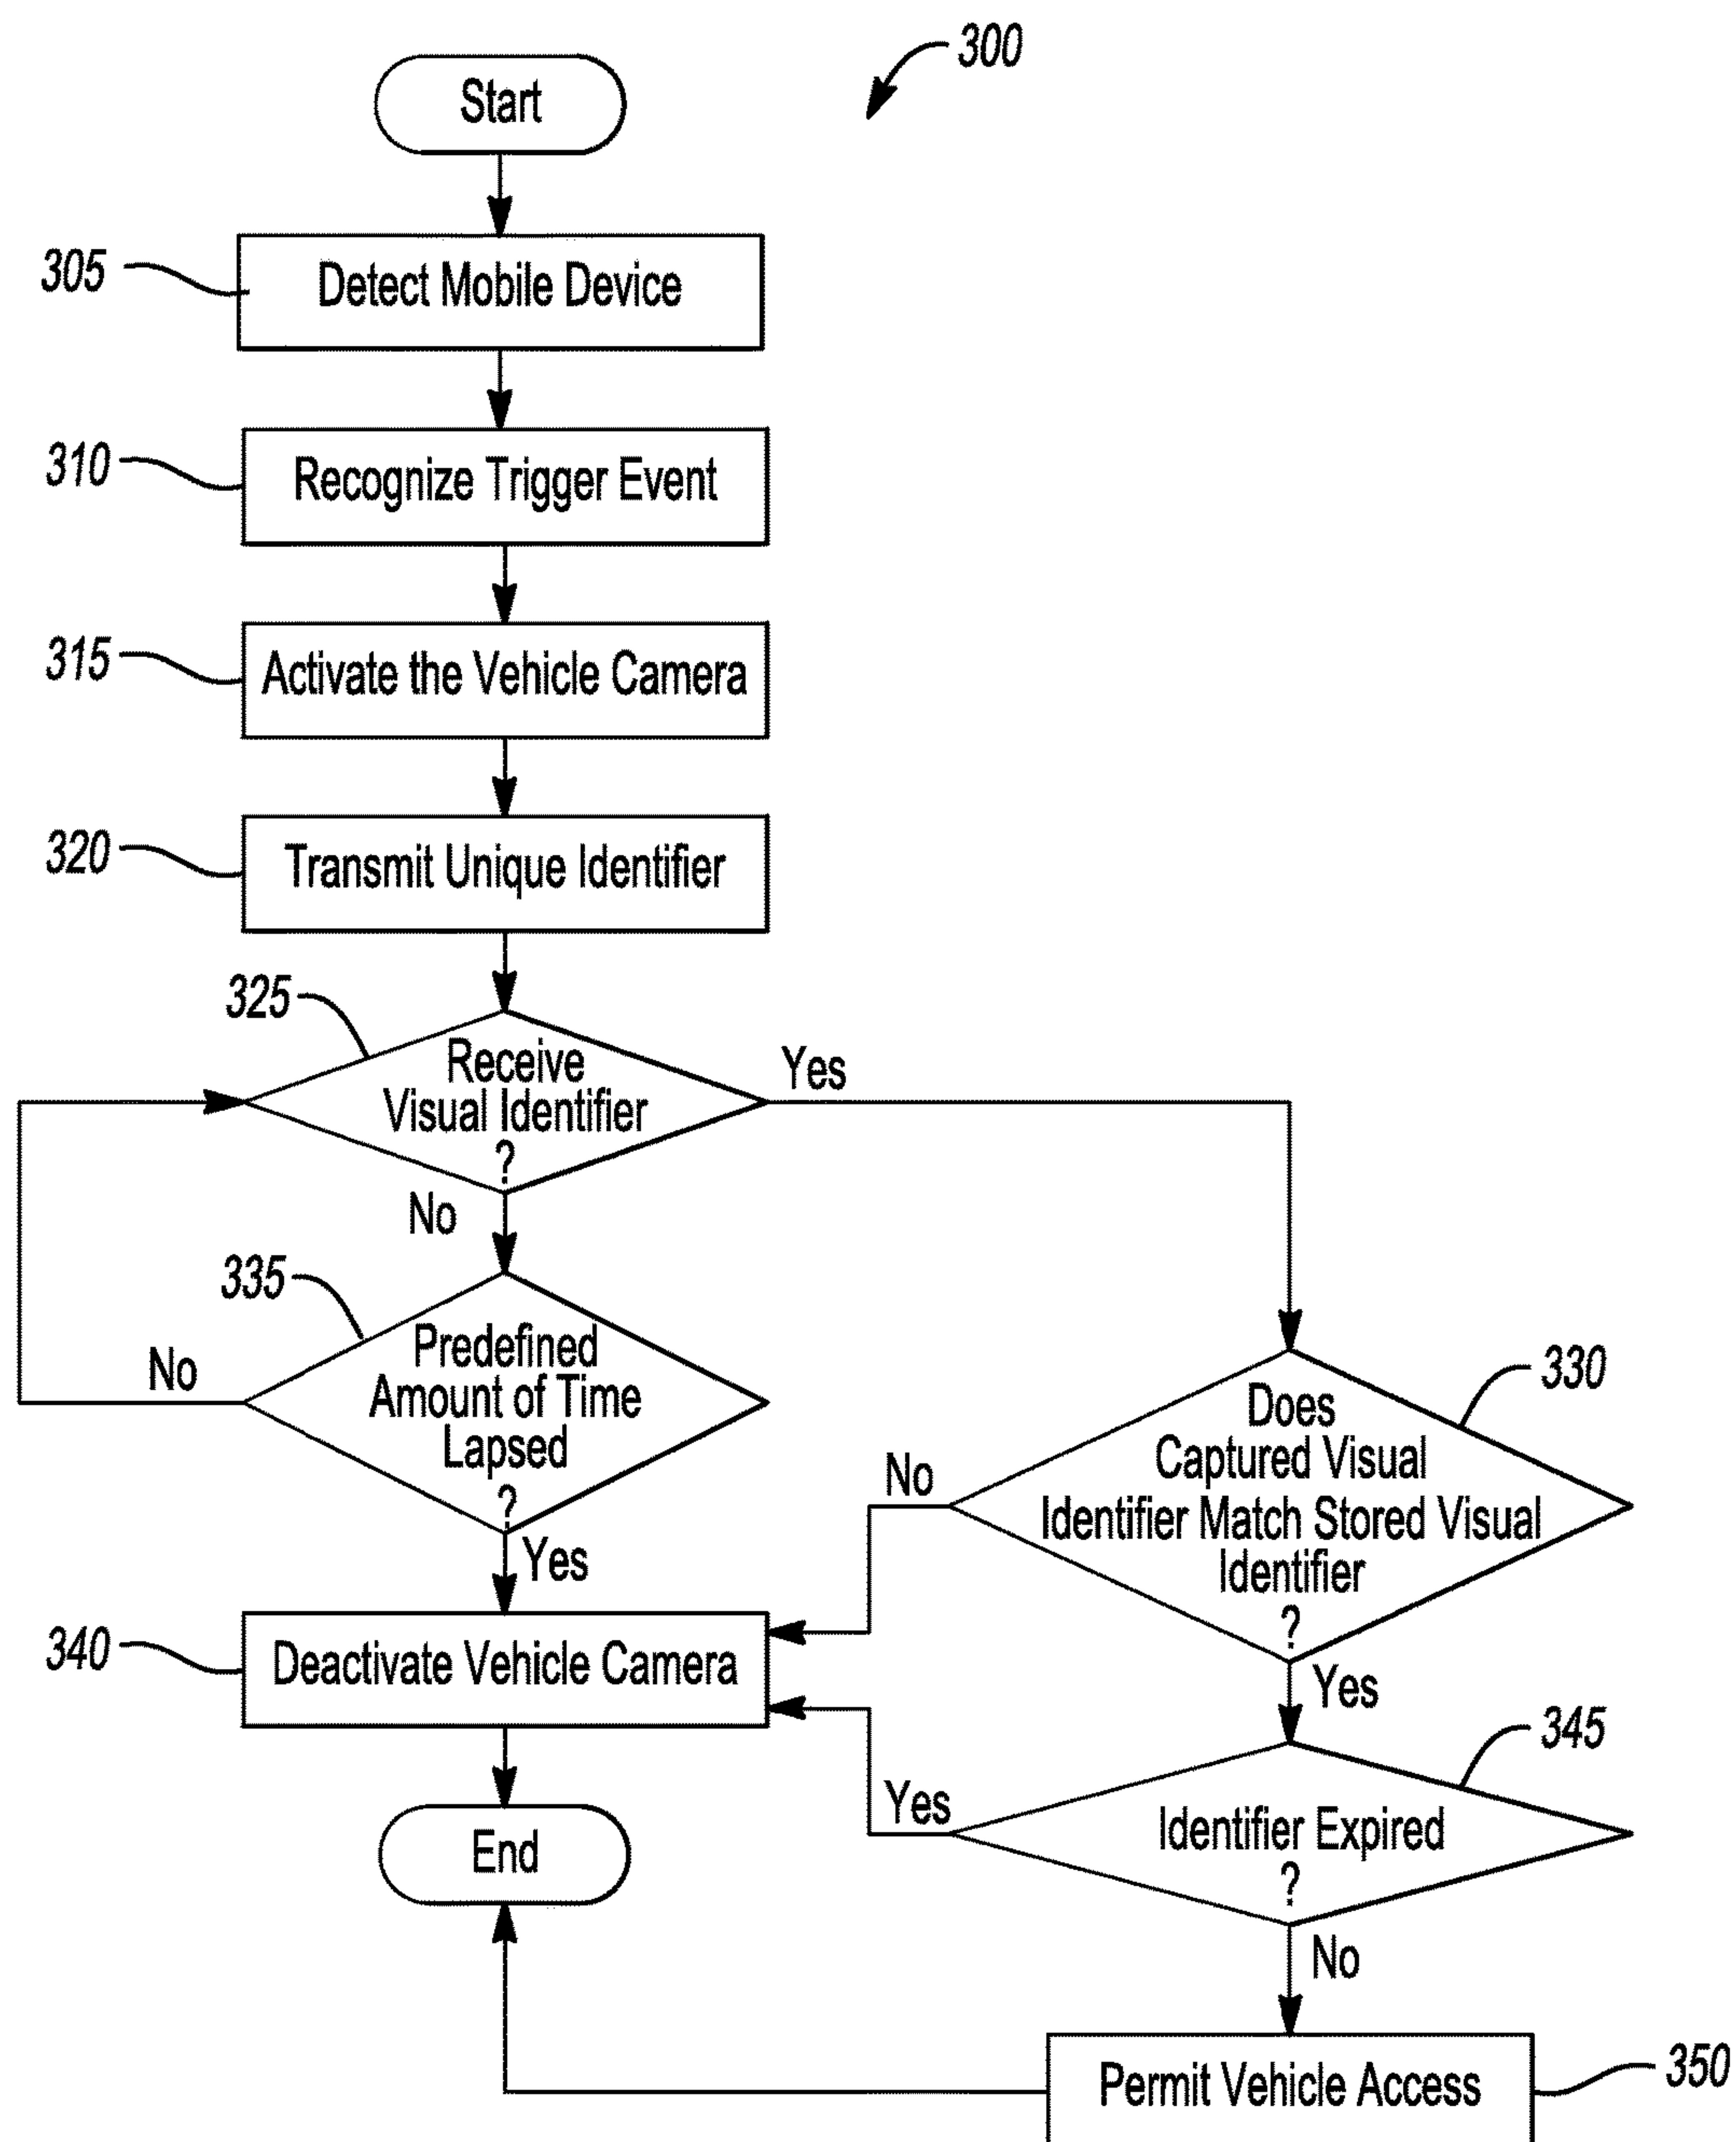 300
Start
305
Detect Mobile Device
310
Recognize Trigger Event
315
Activate the Vehicle Camera
320
Transmit Unique Identifier
325
Receive
Visual Identifier
?
Yes
No
335
Predefined
Amount of Time
Lapsed
?
No
Yes
330
Does
Captured Visual
Identifier Match Stored Visual
Identifier
?
No
Yes
340
Deactivate Vehicle Camera
345
Identifier Expired
?
Yes
No
End
Permit Vehicle Access
350